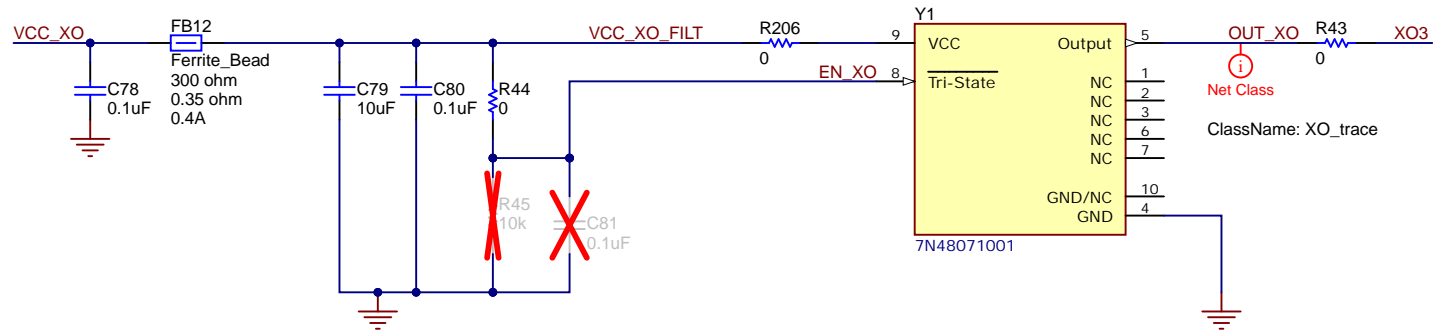 VCC_XO
FB12
Ferrite_Bead
300 ohm
0.35 ohm
0.4A
C78
0.1uF
C79
10uF
C80
0.1uF
R44
0
R45
10k
C81
0.1uF
VCC_XO_FILT
R206
0
EN_XO
Y1
9
VCC
8
Tri-State
Output
5
NC
1
NC
2
NC
3
NC
6
NC
7
GND/NC
10
GND
4
7N48071001
OUT_XO
R43
0
XO3
i
Net Class
ClassName: XO_trace